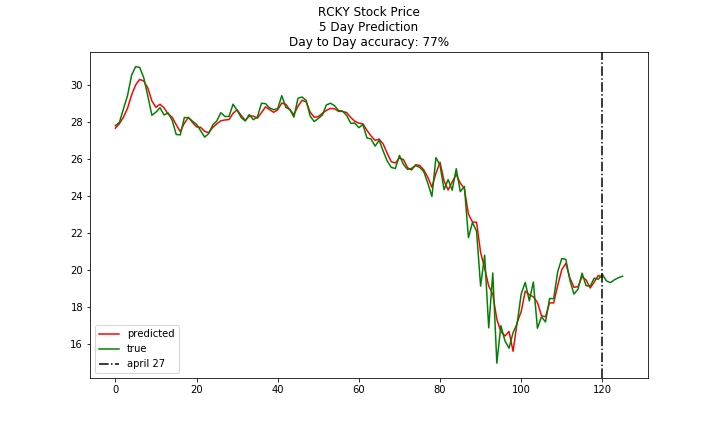 RCKY Stock Price
5 Day Prediction
Day to Day accuracy: 77%
30
28
26
24
22
20
18
16
predicted
true
april 27
0 20 40 60 80 100 120